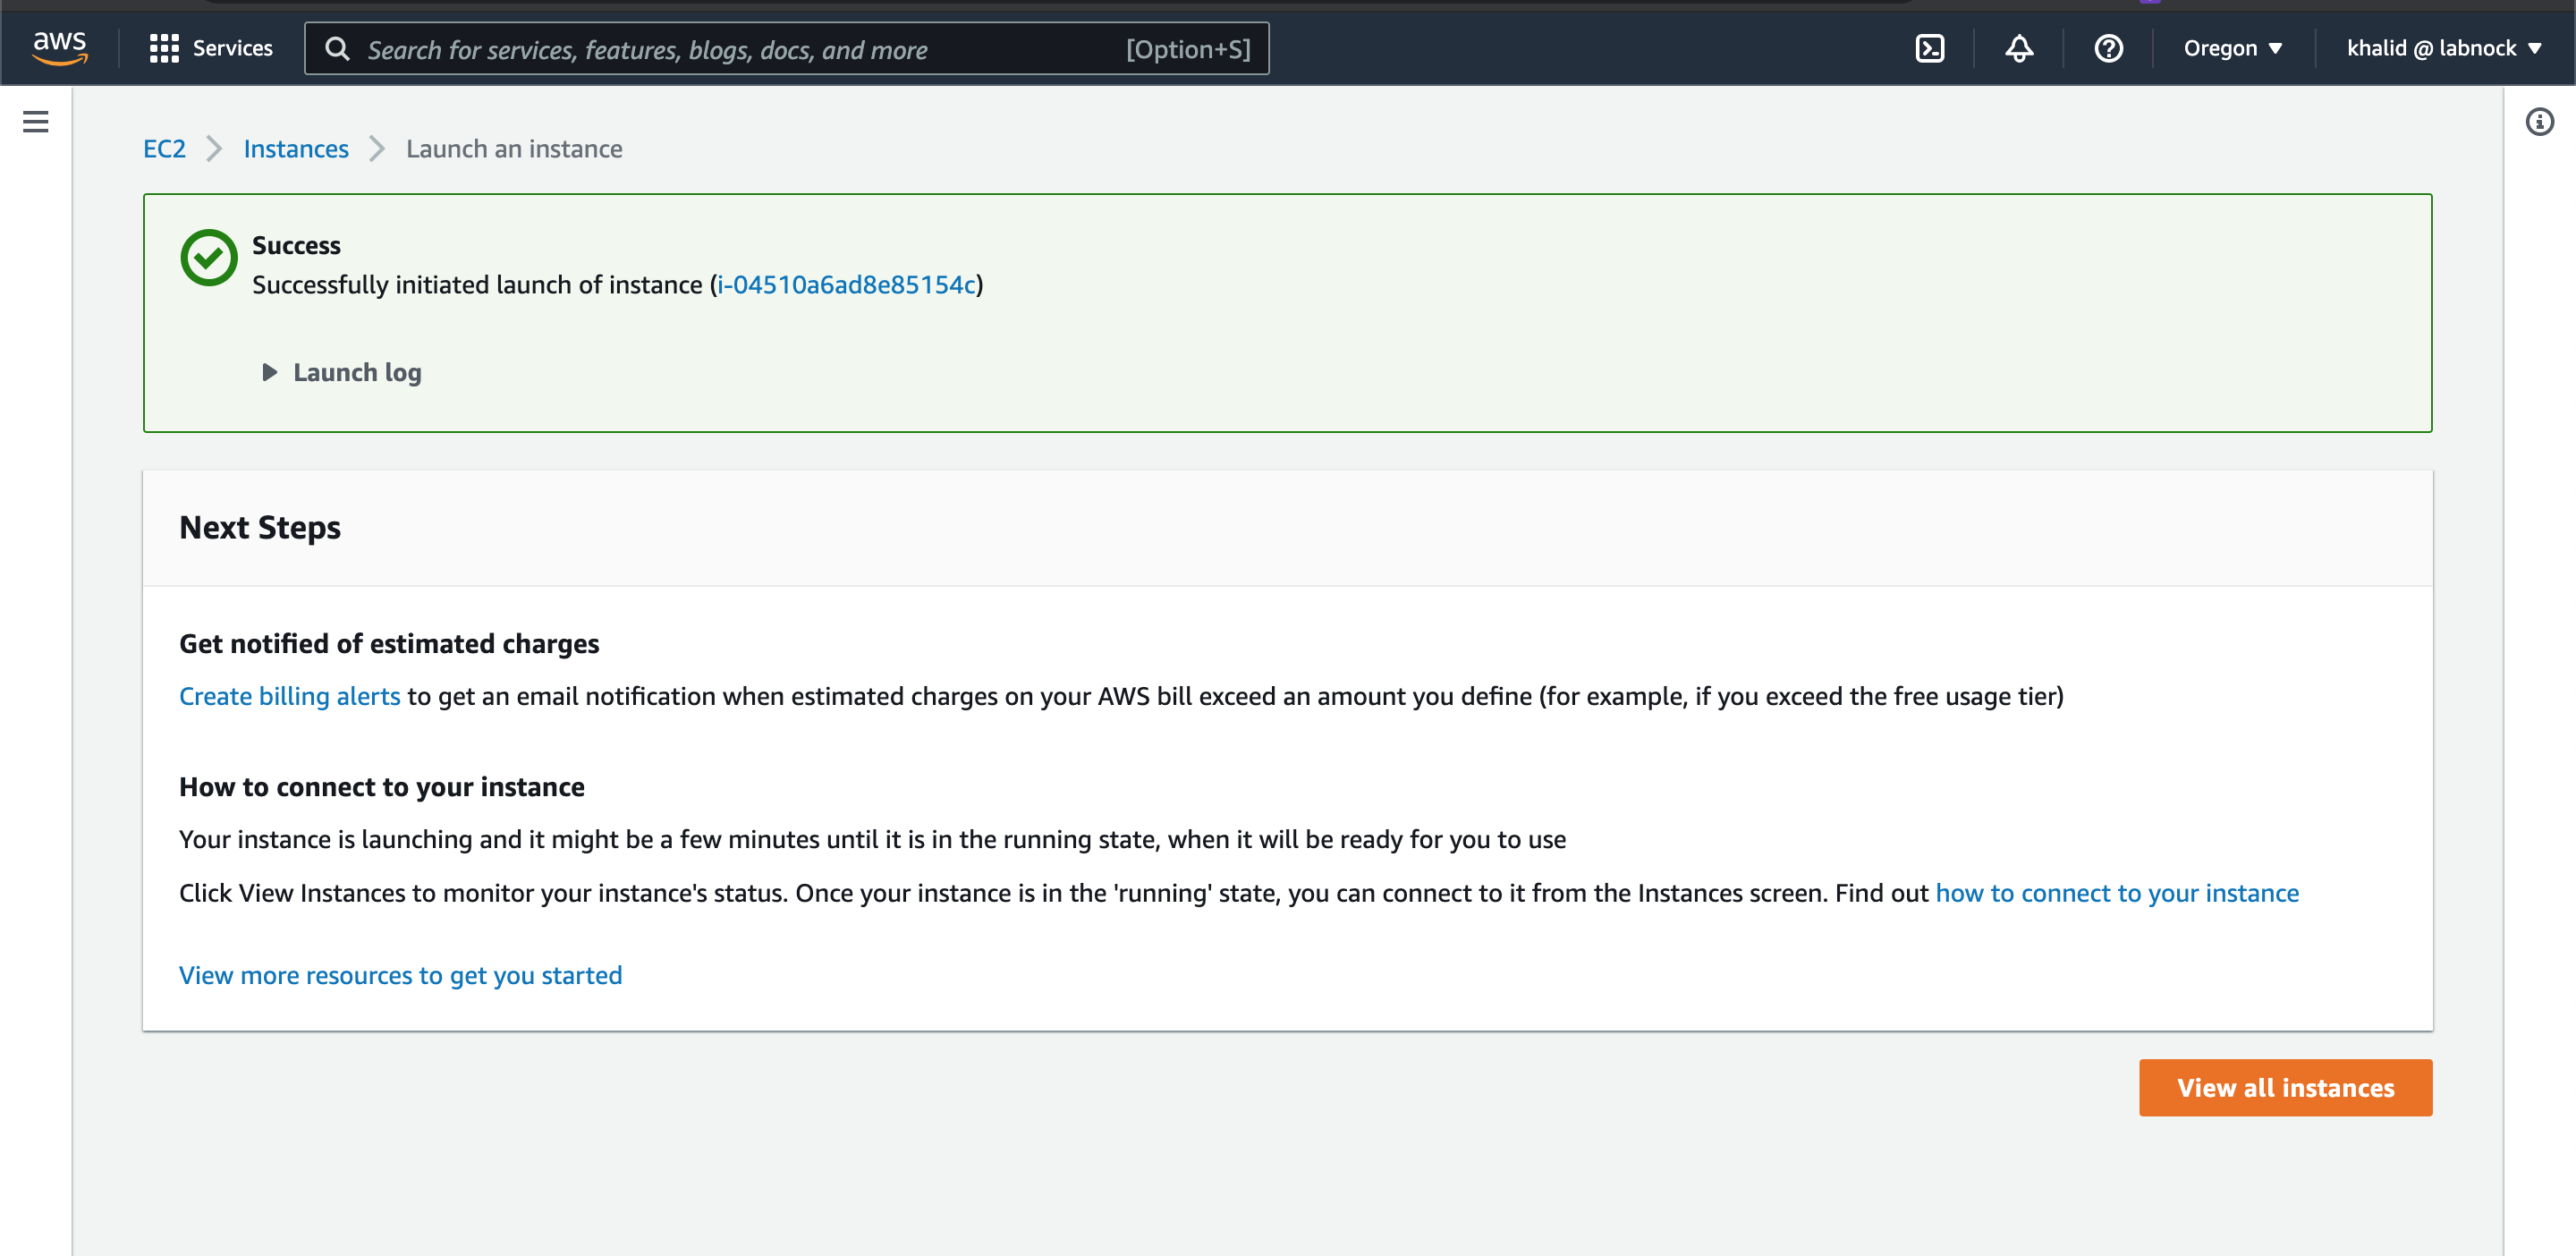 aws
Services
Search for services, features, blogs, docs, and more [Option+S]
Oregon
khalid @ labnock
EC2 Instances Launch an instance
Success
Successfully initiated launch of instance (i-04510a6ad8e85154c)
Launch log
Next Steps
Get notified of estimated charges
Create billing alerts to get an email notification when estimated charges on your AWS bill exceed an amount you define (for example, if you exceed the free usage tier)
How to connect to your instance
Your instance is launching and it might be a few minutes until it is in the running state, when it will be ready for you to use
Click View Instances to monitor your instance's status. Once your instance is in the 'running' state, you can connect to it from the Instances screen. Find out how to connect to your instance
View more resources to get you started
View all instances